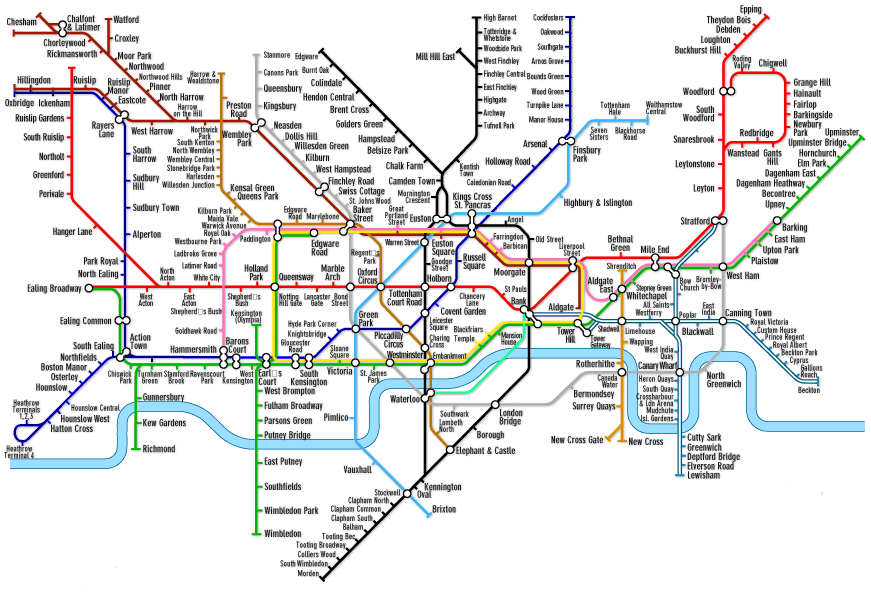 Chesham
Chalfont
& Latimer
Watford
Croxley
Chorleywood
Rickmansworth
Moor Park
Northwood
Northwood Hills
Pinner
North Harrow
Harrow
on the Hill
Hillingdon
Uxbridge
Ickenham
Ruislip
Ruislip
Manor
Eastcote
Ruislip Gardens
South Ruislip
Northolt
Greenford
Perivale
Hanger Lane
Rayners
Lane
West Harrow
South
Harrow
Sudbury
Hill
Sudbury Town
Alperton
Park Royal
North Ealing
Ealing Broadway
Ealing Common
South Ealing
Northfields
Boston Manor
Osterley
Hounslow
Hounslow Central
Hounslow West
Hatton Cross
Heathrow
Terminals
1,2,3
Heathrow
Terminal 4
Harrow &
Wealdstone
Preston
Road
Northwick
Park
South Kenton
North Wembley
Wembley Central
Stonebridge Park
Harlesden
Willesden Junction
Wembley
Park
Kensal Green
Queens Park
Kilburn Park
Maida Vale
Warwick Avenue
Royal Oak
Westbourne Park
Ladbroke Grove
Latimer Road
White City
Stanmore
Canons Park
Queensbury
Kingsbury
Neasden
Dollis Hill
Willesden Green
Kilburn
West Hampstead
Finchley Road
Swiss Cottage
St. Johns Wood
Baker
Street
Edgware
Burnt Oak
Colindale
Hendon Central
Brent Cross
Golders Green
Hampstead
Belsize Park
Chalk Farm
Camden Town
Mornington
Crescent
Mill Hill East
High Barnet
Totteridge &
Whetstone
Woodside Park
West Finchley
Finchley Central
East Finchley
Highgate
Archway
Tufnell Park
Kentish
Town
Cockfosters
Oakwood
Southgate
Arnos Grove
Bounds Green
Wood Green
Turnpike Lane
Manor House
Arsenal
Finsbury
Park
Holloway Road
Caledonian Road
Seven
Sisters
Tottenham
Hale
Blackhorse
Road
Walthamstow
Central
Highbury & Islington
Kings Cross
St. Pancras
Euston
Edgware
Road
Marylebone
Great
Portland
Street
Paddington
Edgware
Road
Regent's
Park
Warren Street
Euston
Square
Goodge
Street
Russell
Square
Angel
Old Street
Farrington
Barbican
Moorgate
Liverpool
Street
Bethnal
Green
Mile End
Shoreditch
Stepney Green
Whitechapel
Aldgate
East
Aldgate
North
Acton
West
Acton
East
Acton
Shepherd's
Bush
Shepherd's Bush
Goldhawk Road
Holland
Park
Queensway
Notting
Hill Gate
Lancaster
Gate
Marble
Arch
Bond
Street
Oxford
Circus
Tottenham
Court Road
Holborn
Chancery
Lane
St Pauls
Bank
Kensington
(Olympia)
Hyde Park Corner
Knightsbridge
Gloucester
Road
Sloane
Square
Green
Park
Piccadilly
Circus
Leicester
Square
Covent Garden
Charing
Cross
Embankment
Blackfriars
Temple
Mansion
House
Tower
Hill
Tower
Gateway
Action
Town
Chiswick
Park
Turnham
Green
Stamford
Brook
Ravenscourt
Park
Hammersmith
Barons
Court
West
Kensington
Earl's
Court
South
Kensington
Victoria
St. James
Park
Westminster
Waterloo
Gunnersbury
Kew Gardens
Richmond
West Brompton
Fulham Broadway
Parsons Green
Putney Bridge
East Putney
Southfields
Wimbledon Park
Wimbledon
Pimlico
Vauxhall
Brixton
Stockwell
Clapham North
Clapham Common
Clapham South
Balham
Tooting Bec
Tooting Broadway
Colliers Wood
South Wimbledon
Morden
Kennington
Oval
Southwark
Lambeth
North
Elephant & Castle
Borough
London
Bridge
Shadwell
Limehouse
Westferry
Wapping
Rotherhithe
Canada
Water
Bermondsey
Surrey Quays
New Cross Gate
New Cross
West India
Quay
Canary Wharf
Heron Quays
South Quay
Crossharbour
& Ldn Arena
Mudchute
Isl. Gardens
Cutty Sark
Greenwich
Deptford Bridge
Elverson Road
Lewisham
Bow
Church
All Saints
Poplar
Blackwall
East
India
Canning Town
Royal Victoria
Custum House
Prince Regent
Royal Albert
Beckton Park
Cyprus
Gallions
Reach
Beckton
North
Greenwich
Bromley-
by-Bow
West Ham
Plaistow
Upton Park
East Ham
Barking
Upney
Becontree
Dagenham Heathway
Dagenham East
Elm Park
Hornchurch
Upminster Bridge
Upminster
Stratford
Leyton
Leytonstone
Snaresbrook
South
Woodford
Woodford
Buckhurst Hill
Loughton
Debden
Theydon Bois
Epping
Roding
Valley
Chigwell
Grange Hill
Hainault
Fairlop
Barkingside
Newbury
Park
Redbridge
Wanstead
Gants
Hill